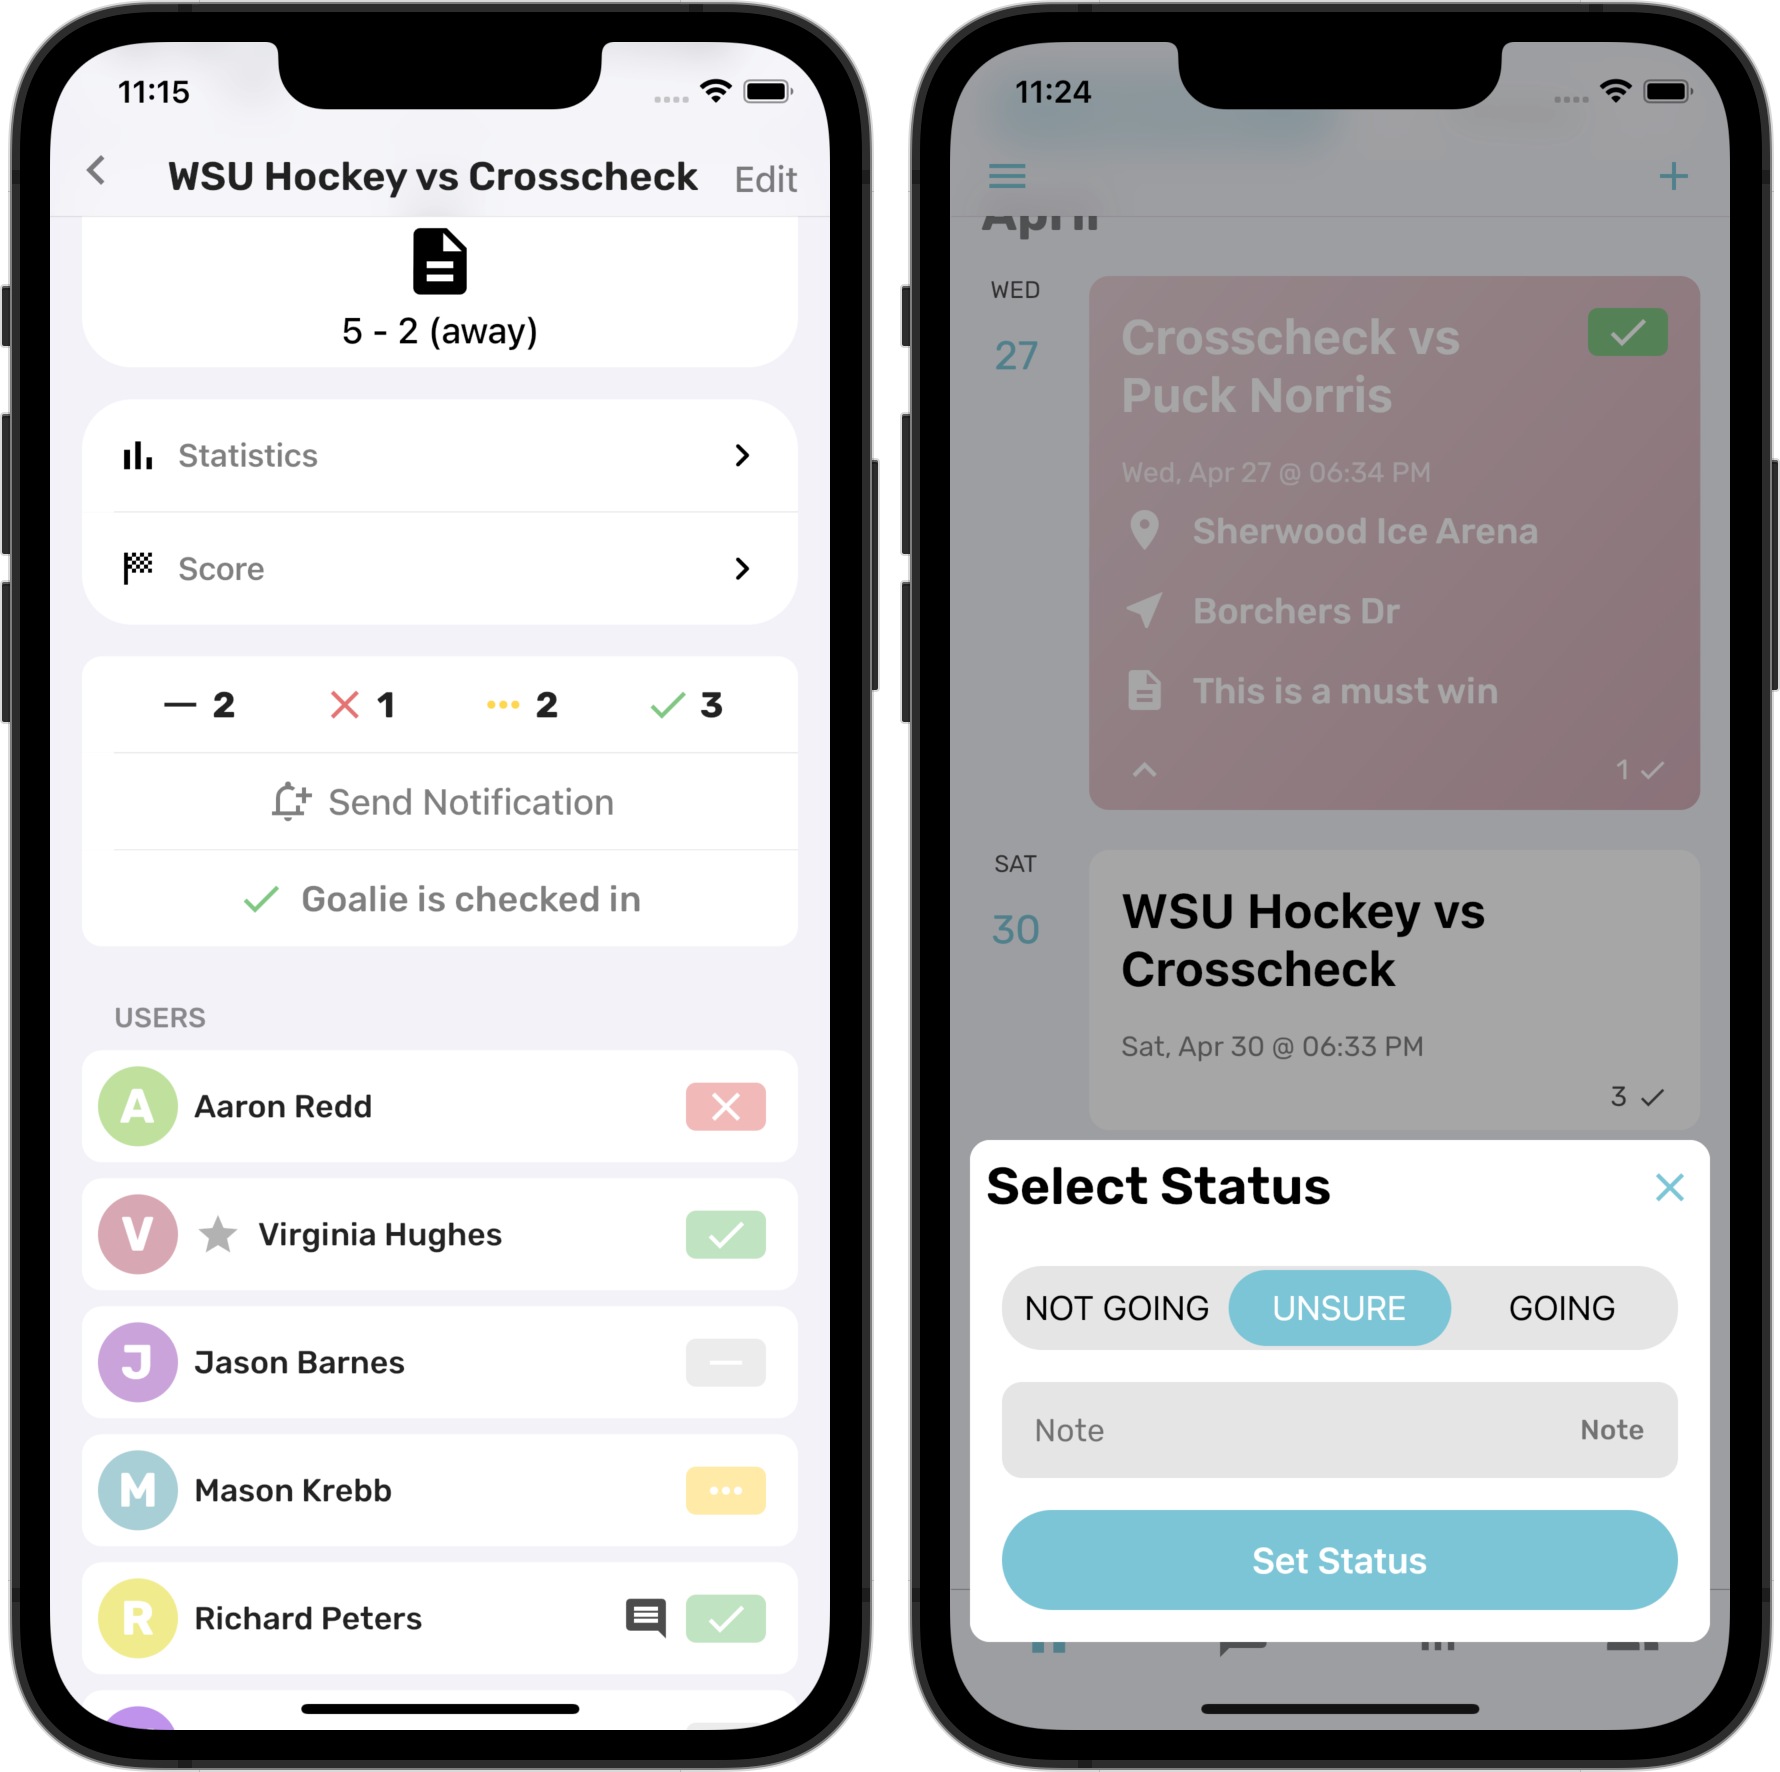 11:15
WSU Hockey vs Crosscheck
Edit
5 - 2 (away)
Statistics
Score
2
1
2
3
Send Notification
Goalie is checked in
USERS
A
Aaron Redd
V
Virginia Hughes
J
Jason Barnes
M
Mason Krebb
R
Richard Peters
11:24
April
WED
27
Crosscheck vs
Puck Norris
Wed, Apr 27 @ 06:34 PM
Sherwood Ice Arena
Borchers Dr
This is a must win
1
SAT
30
WSU Hockey vs
Crosscheck
Sat, Apr 30 @ 06:33 PM
3
Select Status
NOT GOING
UNSURE
GOING
Note
Note
Set Status